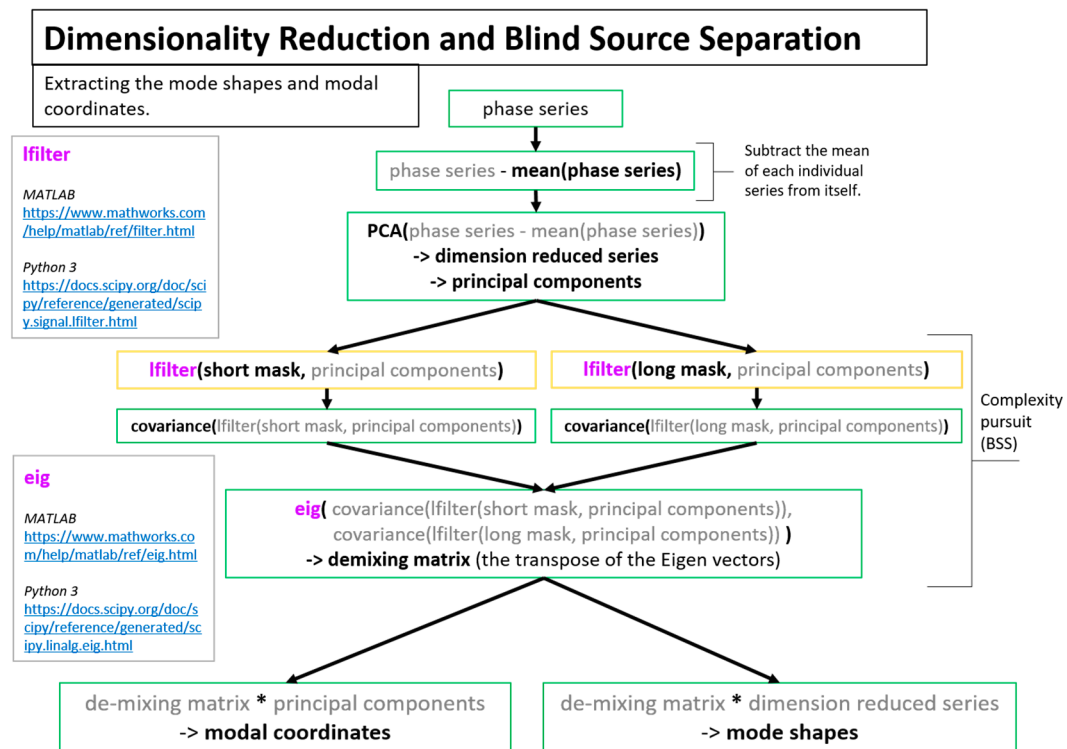 Dimensionality Reduction and Blind Source Separation
Extracting the mode shapes and modal
coordinates.
phase series
lfilter
MATLAB
https://www.mathworks.com
/help/matlab/ref/filter.html
Python 3
https://docs.scipy.org/doc/sci
py/reference/generated/scip
y.signal.lfilter.html
phase series - mean(phase series)
Subtract the mean
of each individual
series from itself.
PCA(phase series - mean(phase series))
-> dimension reduced series
-> principal components
lfilter(short mask, principal components)
lfilter(long mask, principal components)
covariance(lfilter(short mask, principal components))
covariance(lfilter(long mask, principal components))
Complexity
pursuit
(BSS)
eig
MATLAB
https://www.mathworks.co
m/help/matlab/ref/eig.html
Python 3
https://docs.scipy.org/doc/s
cipy/reference/generated/sc
ipy.linalg.eig.html
eig( covariance(lfilter(short mask, principal components)),
covariance(lfilter(long mask, principal components)) )
-> demixing matrix (the transpose of the Eigen vectors)
de-mixing matrix * principal components
-> modal coordinates
de-mixing matrix * dimension reduced series
-> mode shapes